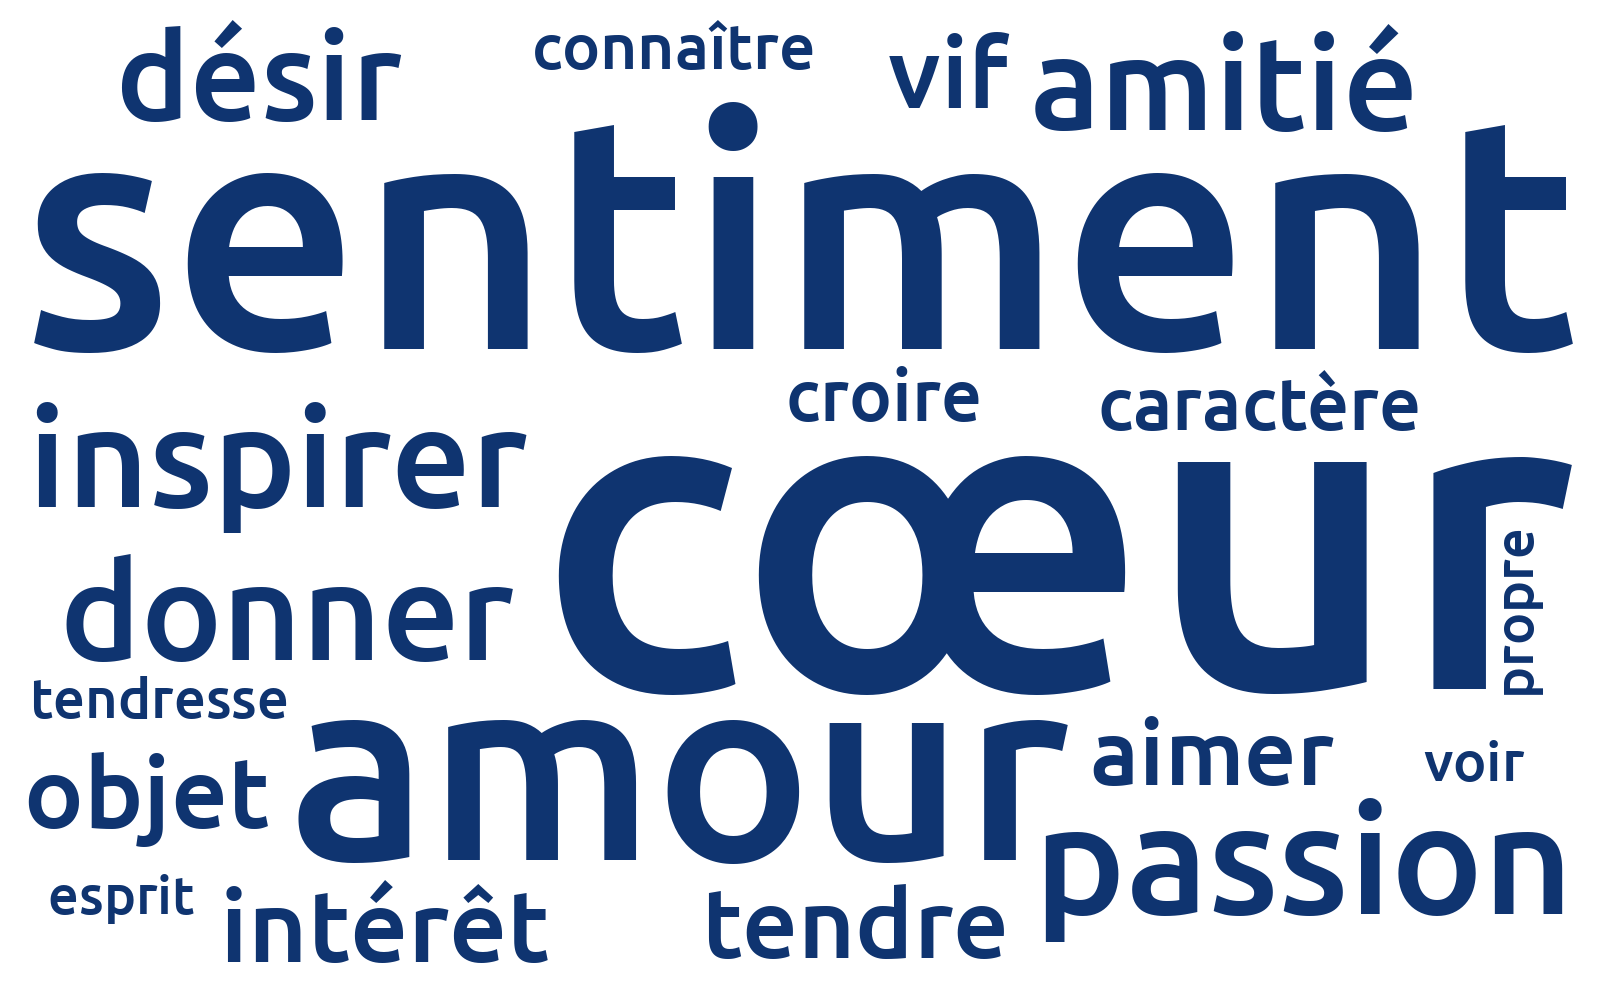 désir
connaître
vif
amitié
sentiment
croire
caractère
inspirer
cœur
propre
donner
tendresse
amour
aimer
voir
objet
passion
esprit
intérêt
tendre